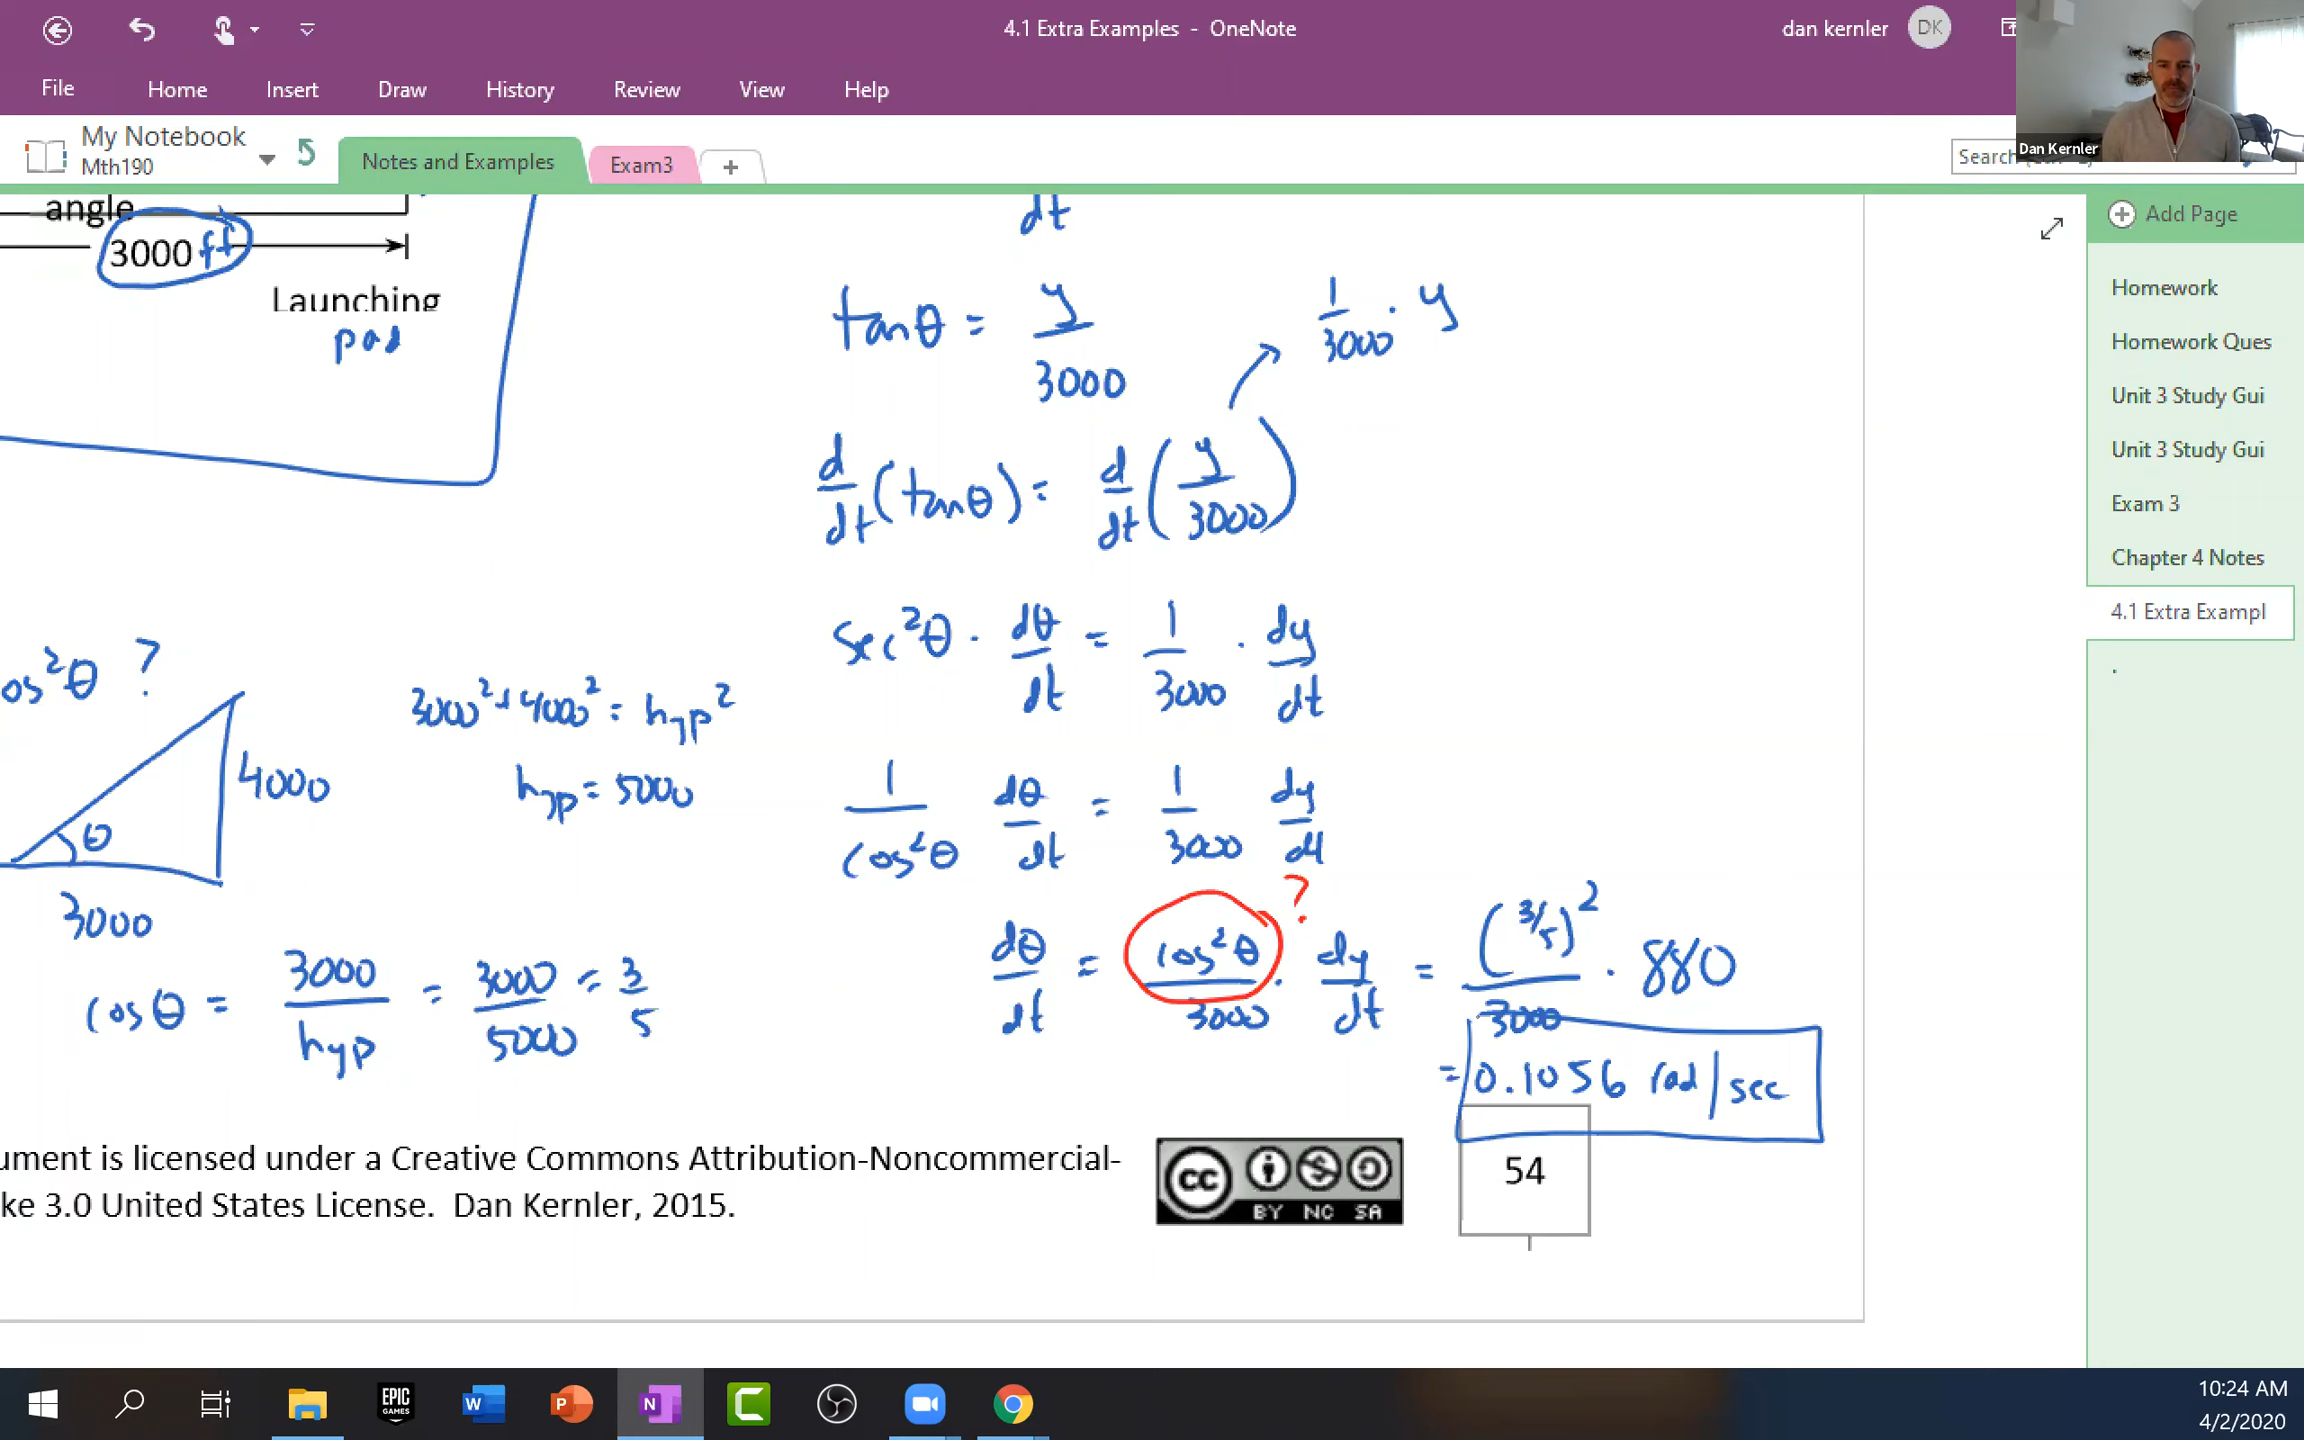 4.1 Extra Examples - OneNote
dan kernler DK
File Home Insert Draw History Review View Help
My Notebook
Mth190
Notes and Examples
Exam3
+
Search
Dan Kernler
angle
3000 ft
Launching
pad
dt
tanθ = y/3000
1/3000 · y
d/dt (tanθ) = d/dt (y/3000)
sec²θ · dθ/dt = 1/3000 · dy/dt
os²θ ?
4000
θ
3000
3000² + 4000² = hyp²
hyp = 5000
1/cos²θ dθ/dt = 1/3000 dy/dt
?
dθ/dt = cos²θ/3000 · dy/dt = (3/5)²/3000 · 880
= 0.1056 rad/sec
cosθ = 3000/hyp = 3000/5000 = 3/5
ument is licensed under a Creative Commons Attribution-Noncommercial-
ke 3.0 United States License. Dan Kernler, 2015.
cc
BY NC SA
54
Add Page
Homework
Homework Ques
Unit 3 Study Gui
Unit 3 Study Gui
Exam 3
Chapter 4 Notes
4.1 Extra Exampl
.
EPIC
GAMES
W
P
N
10:24 AM
4/2/2020